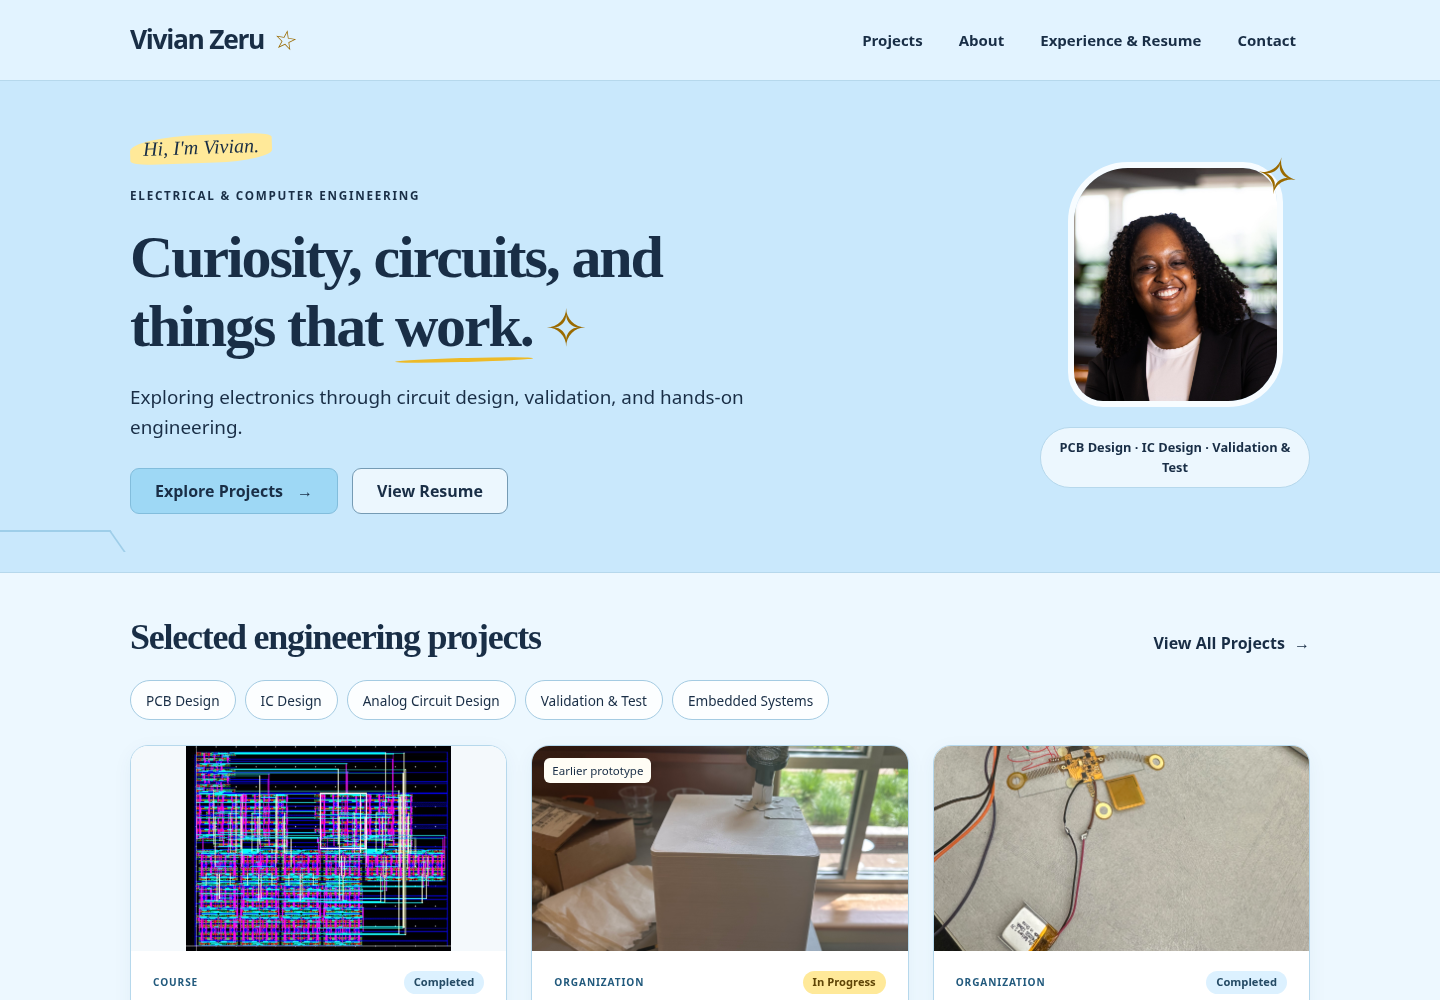 Vivian Zeru ☆
Projects
About
Experience & Resume
Contact
Hi, I'm Vivian.
ELECTRICAL & COMPUTER ENGINEERING
Curiosity, circuits, and
things that work. ✧
Exploring electronics through circuit design, validation, and hands-on
engineering.
Explore Projects →
View Resume
PCB Design · IC Design · Validation &
Test
Selected engineering projects
View All Projects →
PCB Design
IC Design
Analog Circuit Design
Validation & Test
Embedded Systems
Earlier prototype
COURSE
Completed
ORGANIZATION
In Progress
ORGANIZATION
Completed